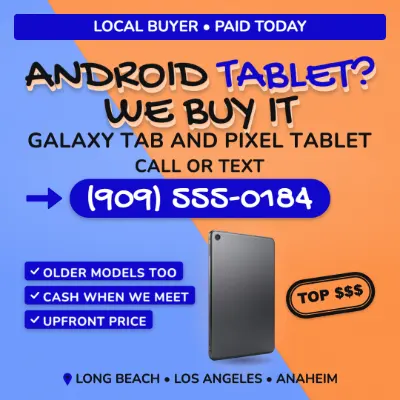 LOCAL BUYER • PAID TODAY
ANDROID TABLET?
WE BUY IT
GALAXY TAB AND PIXEL TABLET
CALL OR TEXT
(909) 555-0184
OLDER MODELS TOO
CASH WHEN WE MEET
UPFRONT PRICE
TOP $$$
LONG BEACH • LOS ANGELES • ANAHEIM